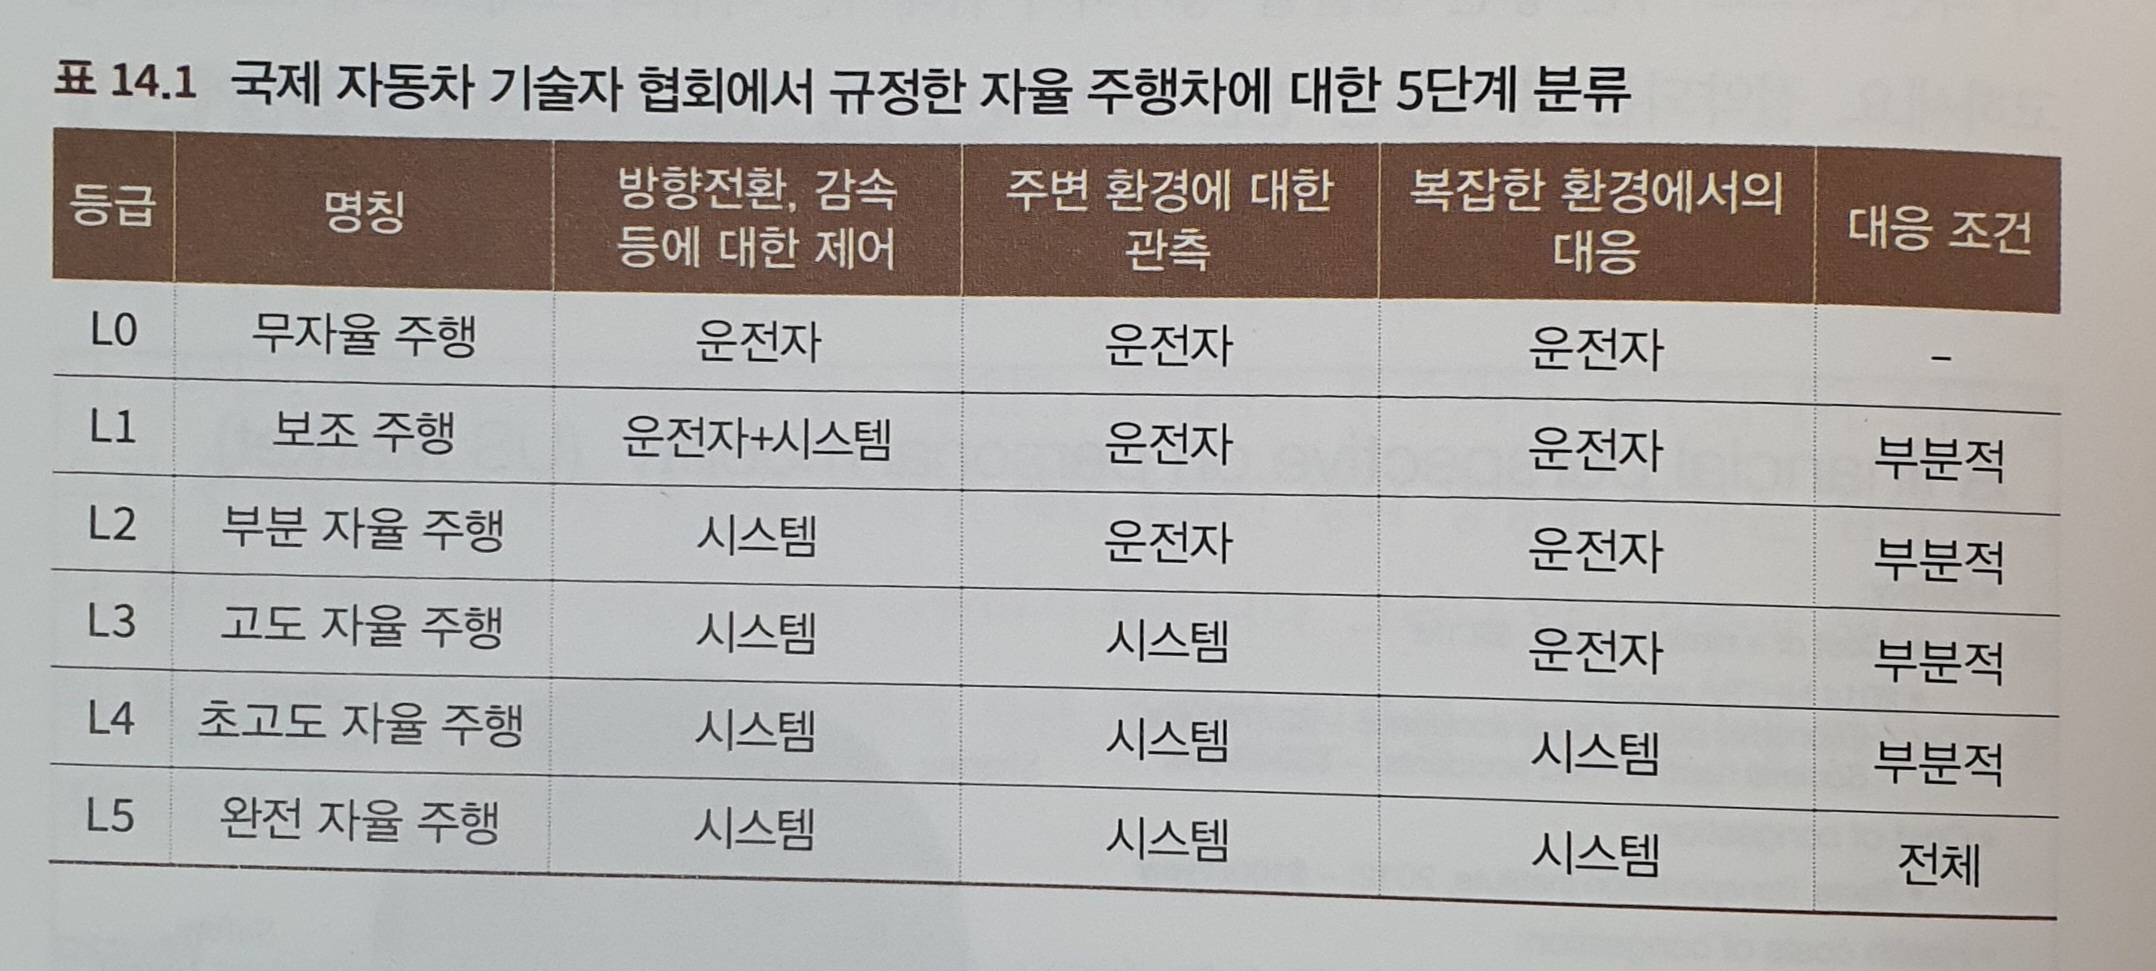 표 14.1 국제 자동차 기술자 협회에서 규정한 자율 주행차에 대한 5단계 분류
등급 명칭 방향전환, 감속 등에 대한 제어 주변 환경에 대한 관측 복잡한 환경에서의 대응 대응 조건
L0 무자율 주행 운전자 운전자 운전자 –
L1 보조 주행 운전자+시스템 운전자 운전자 부분적
L2 부분 자율 주행 시스템 운전자 운전자 부분적
L3 고도 자율 주행 시스템 시스템 운전자 부분적
L4 초고도 자율 주행 시스템 시스템 시스템 부분적
L5 완전 자율 주행 시스템 시스템 시스템 전체